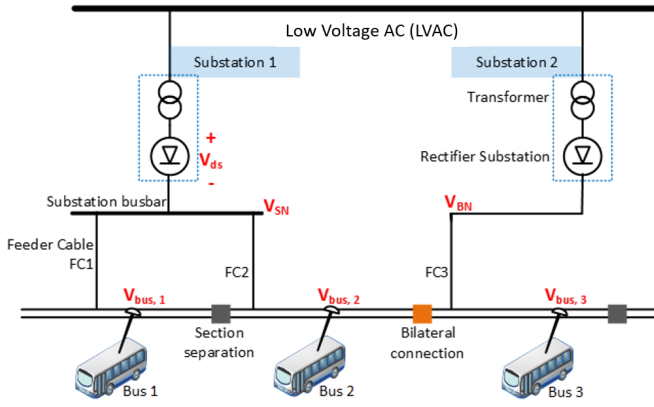 Low Voltage AC (LVAC)
Substation 1
Substation 2
Transformer
+
V_ds
-
Rectifier Substation
Substation busbar
V_SN
V_BN
Feeder Cable
FC1
FC2
FC3
V_bus, 1
V_bus, 2
V_bus, 3
Section
separation
Bilateral
connection
Bus 1
Bus 2
Bus 3